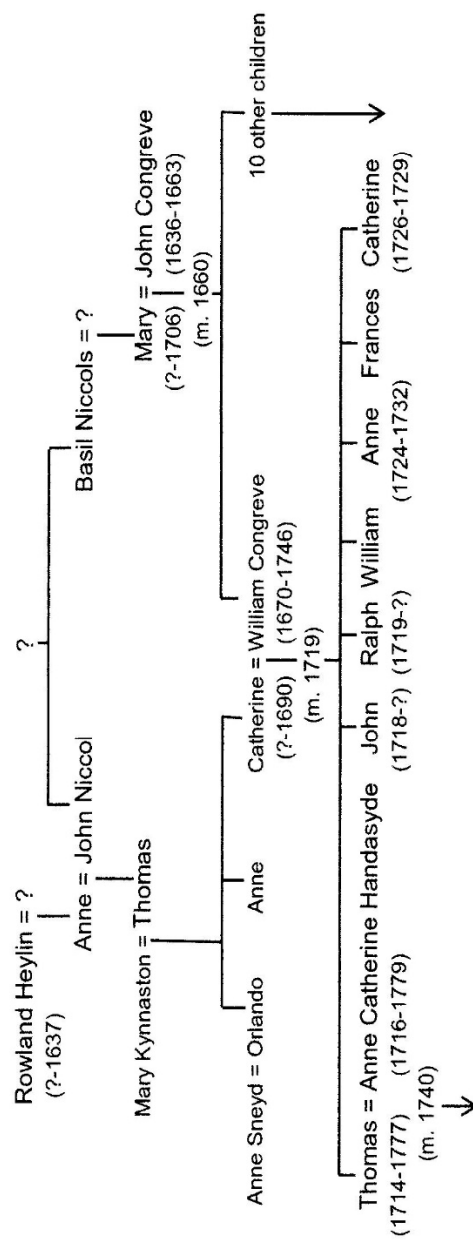 ?
Rowland Heylin = ?
(?-1637)
Anne = John Niccol
Basil Niccols = ?
Mary Kynnaston = Thomas
Mary = John Congreve
(?-1706) (1636-1663)
(m. 1660)
Anne Sneyd = Orlando
Anne
Catherine = William Congreve
(?-1690) (1670-1746)
(m. 1719)
10 other children
Thomas = Anne Catherine Handasyde
(1714-1777) (1716-1779)
(m. 1740)
John
(1718-?)
Ralph
(1719-?)
William
Anne
(1724-1732)
Frances
Catherine
(1726-1729)